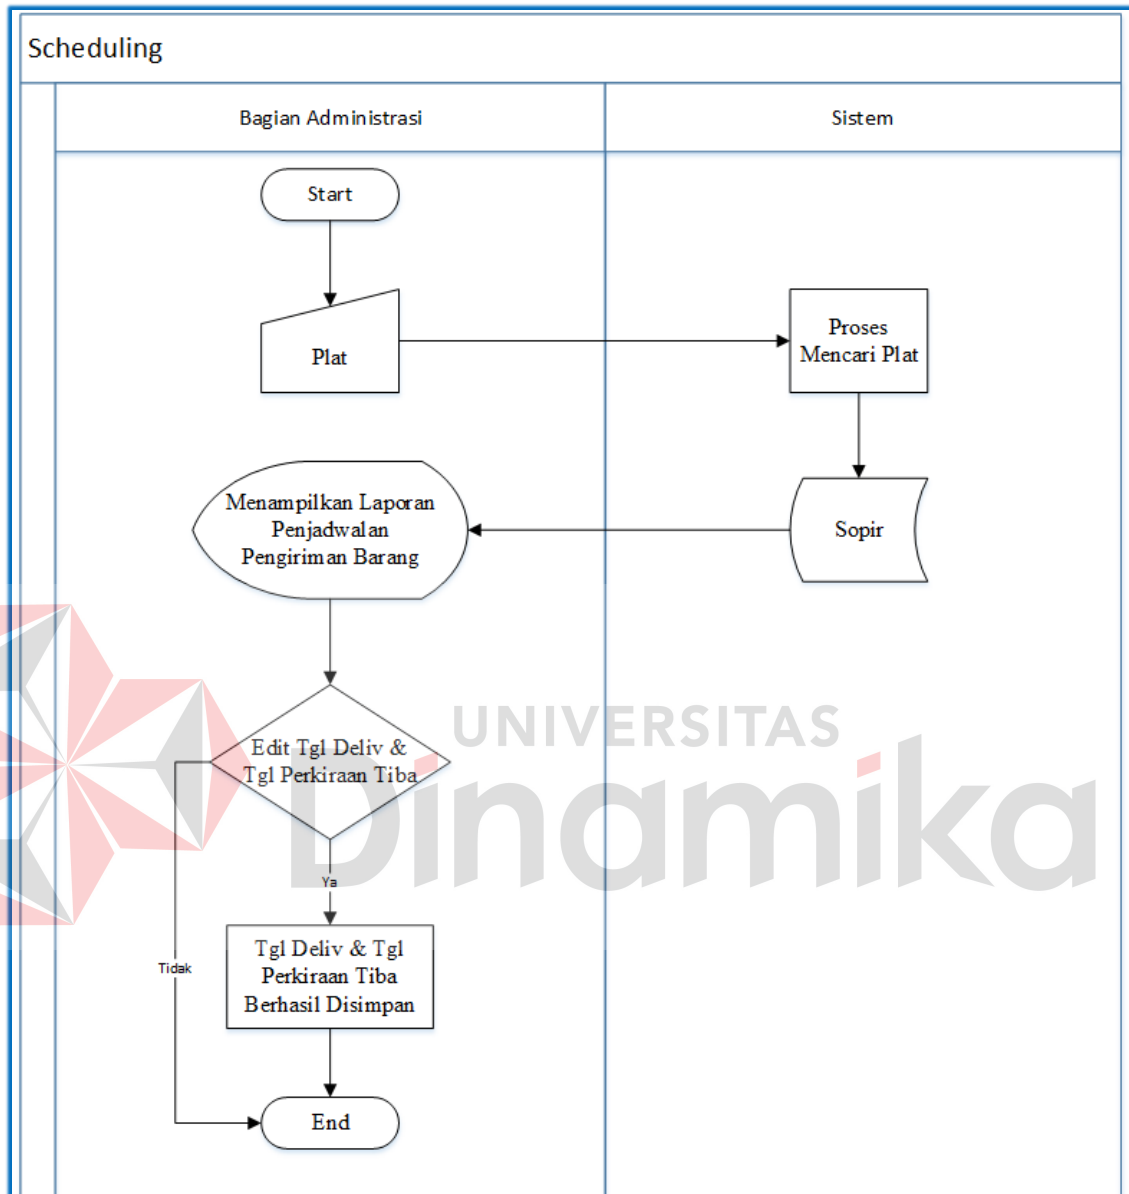 Scheduling
Bagian Administrasi
Sistem
Start
Plat
Proses
Mencari Plat
Menampilkan Laporan
Penjadwalan
Pengiriman Barang
Sopir
UNIVERSITAS
Dinamika
Edit Tgl Deliv &
Tgl Perkiraan Tiba
Ya
Tgl Deliv & Tgl
Perkiraan Tiba
Berhasil Disimpan
Tidak
End